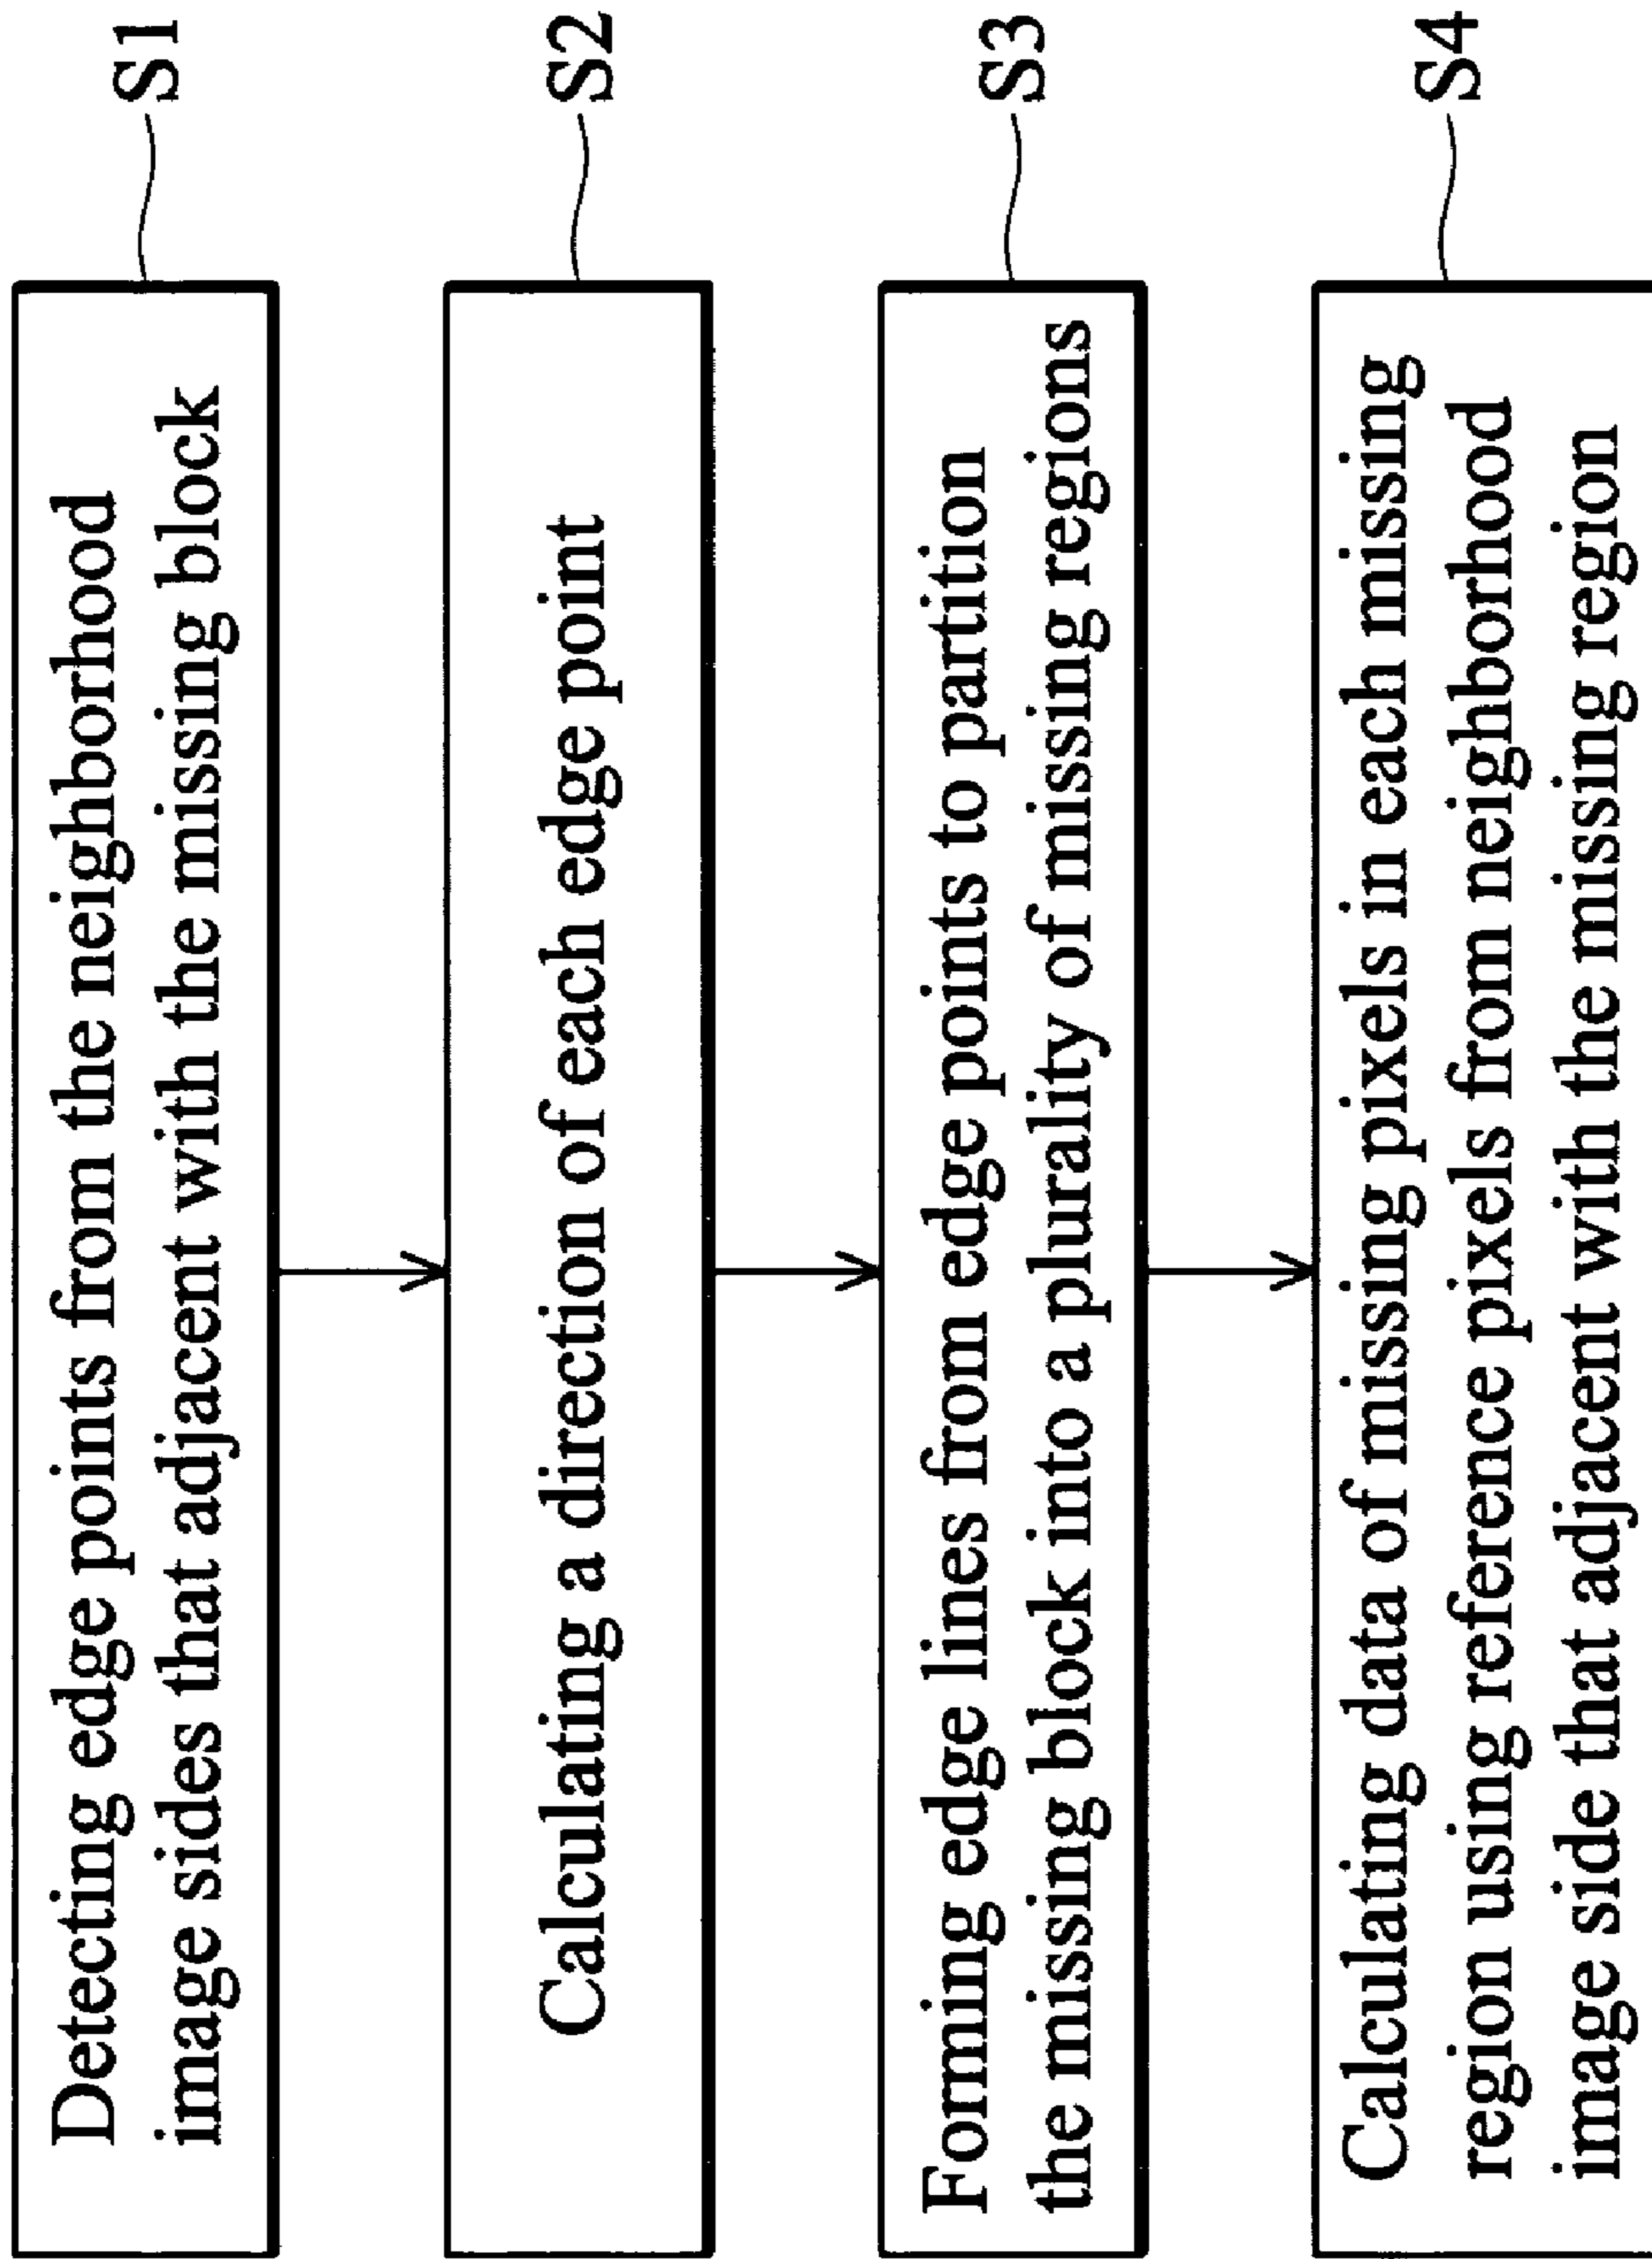 Detecting edge points from the neighborhood
image sides that adjacent with the missing block
S1
Calculating a direction of each edge point
S2
Forming edge lines from edge points to partition
the missing block into a plurality of missing regions
S3
Calculating data of missing pixels in each missing
region using reference pixels from neighborhood
image side that adjacent with the missing region
S4